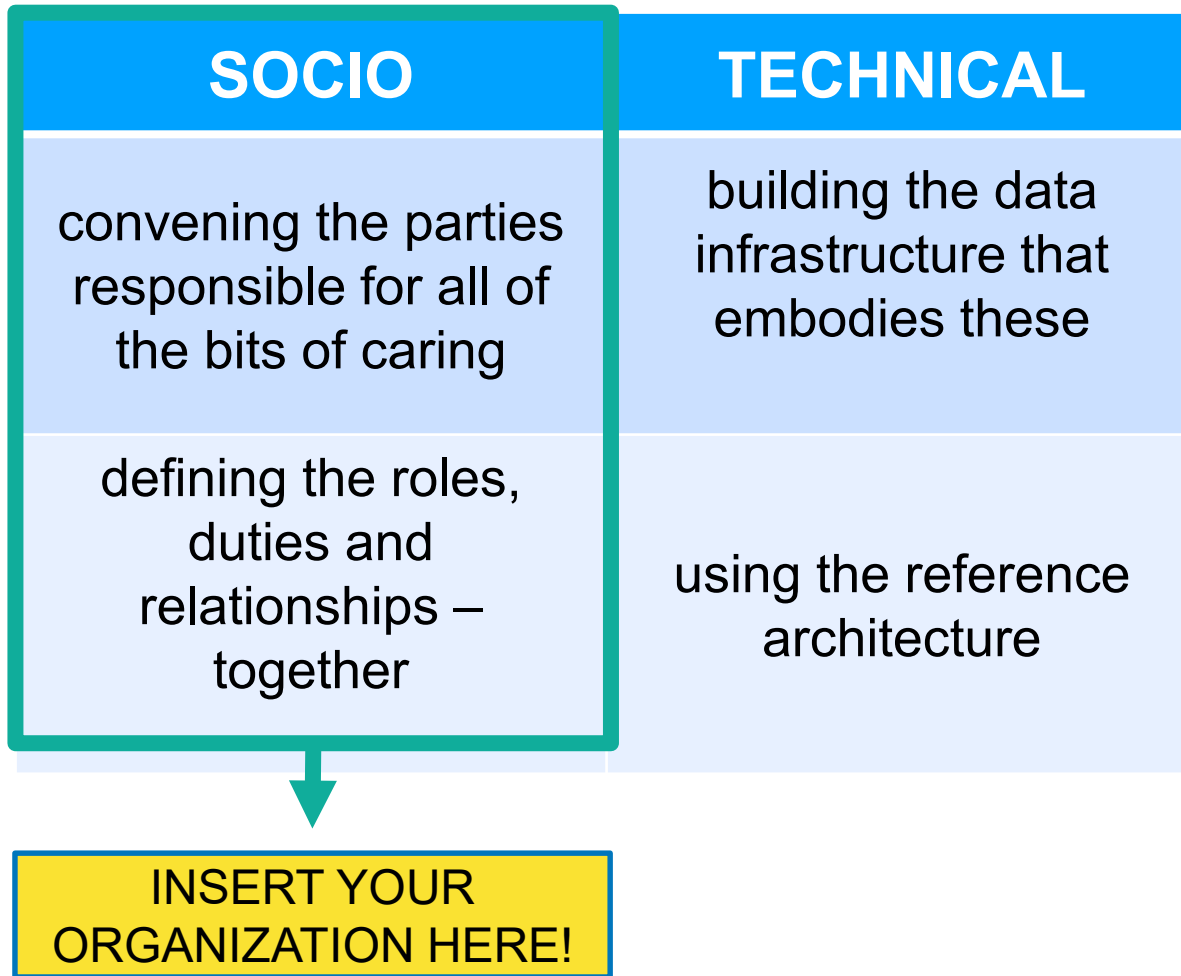 SOCIO
TECHNICAL
convening the parties
responsible for all of
the bits of caring
building the data
infrastructure that
embodies these
defining the roles,
duties and
relationships –
together
using the reference
architecture
INSERT YOUR
ORGANIZATION HERE!